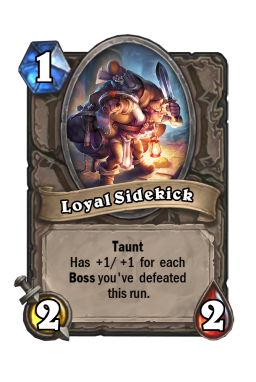 1
Loyal Sidekick
Taunt
Has +1/ +1 for each
Boss you've defeated
this run.
2
2